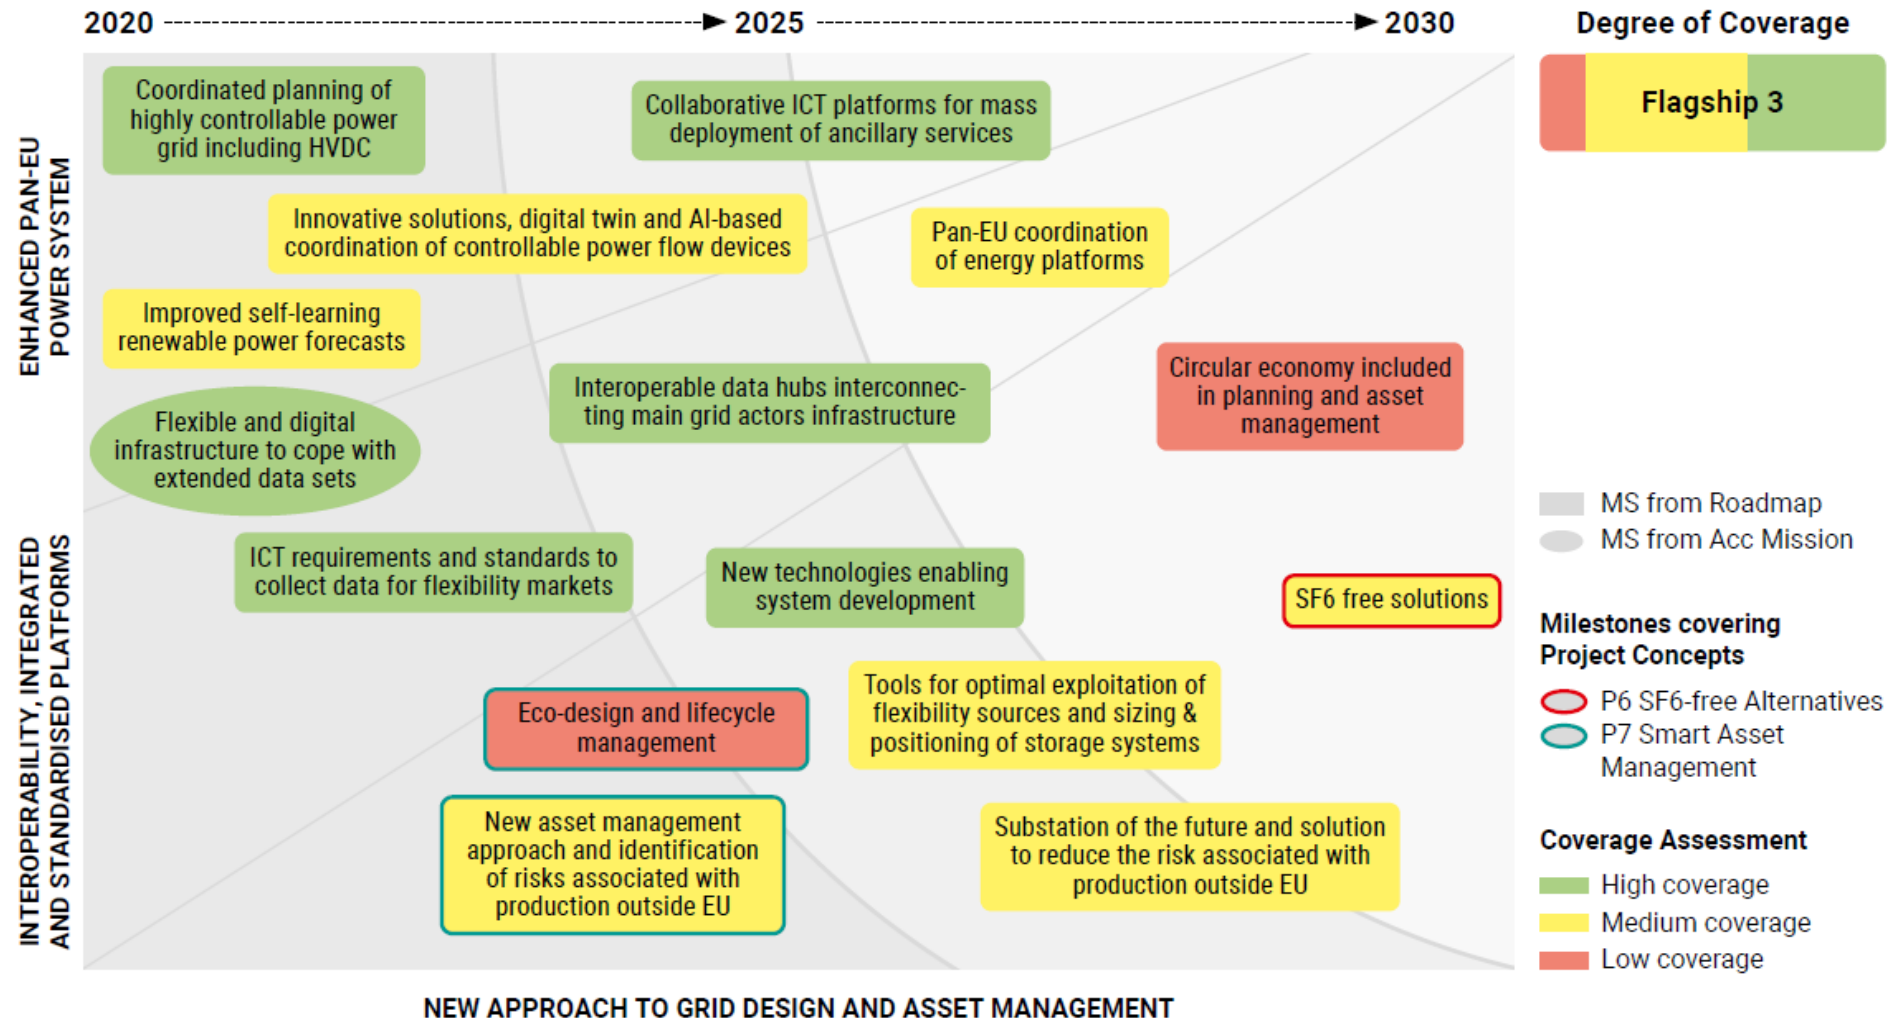 2020
2025
2030
Degree of Coverage
Flagship 3
ENHANCED PAN-EU
POWER SYSTEM
Coordinated planning of
highly controllable power
grid including HVDC
Collaborative ICT platforms for mass
deployment of ancillary services
Innovative solutions, digital twin and AI-based
coordination of controllable power flow devices
Pan-EU coordination
of energy platforms
Improved self-learning
renewable power forecasts
Interoperable data hubs interconnec-
ting main grid actors infrastructure
Circular economy included
in planning and asset
management
Flexible and digital
infrastructure to cope with
extended data sets
INTEROPERABILITY, INTEGRATED
AND STANDARDISED PLATFORMS
ICT requirements and standards to
collect data for flexibility markets
New technologies enabling
system development
SF6 free solutions
Eco-design and lifecycle
management
Tools for optimal exploitation of
flexibility sources and sizing &
positioning of storage systems
New asset management
approach and identification
of risks associated with
production outside EU
Substation of the future and solution
to reduce the risk associated with
production outside EU
NEW APPROACH TO GRID DESIGN AND ASSET MANAGEMENT
MS from Roadmap
MS from Acc Mission
Milestones covering
Project Concepts
P6 SF6-free Alternatives
P7 Smart Asset
Management
Coverage Assessment
High coverage
Medium coverage
Low coverage